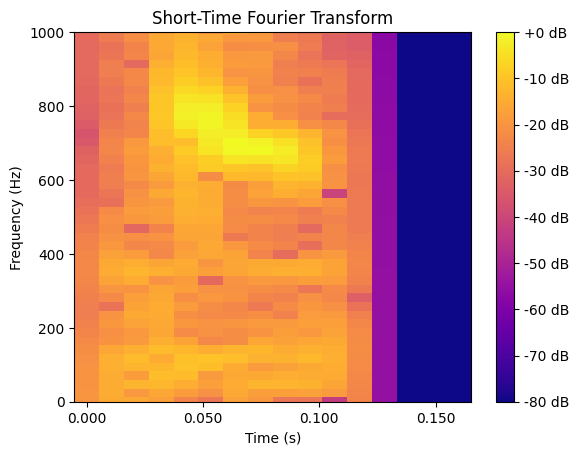 Short-Time Fourier Transform
Frequency (Hz)
1000
800
600
400
200
0
0.000
0.050
0.100
0.150
Time (s)
+0 dB
-10 dB
-20 dB
-30 dB
-40 dB
-50 dB
-60 dB
-70 dB
-80 dB